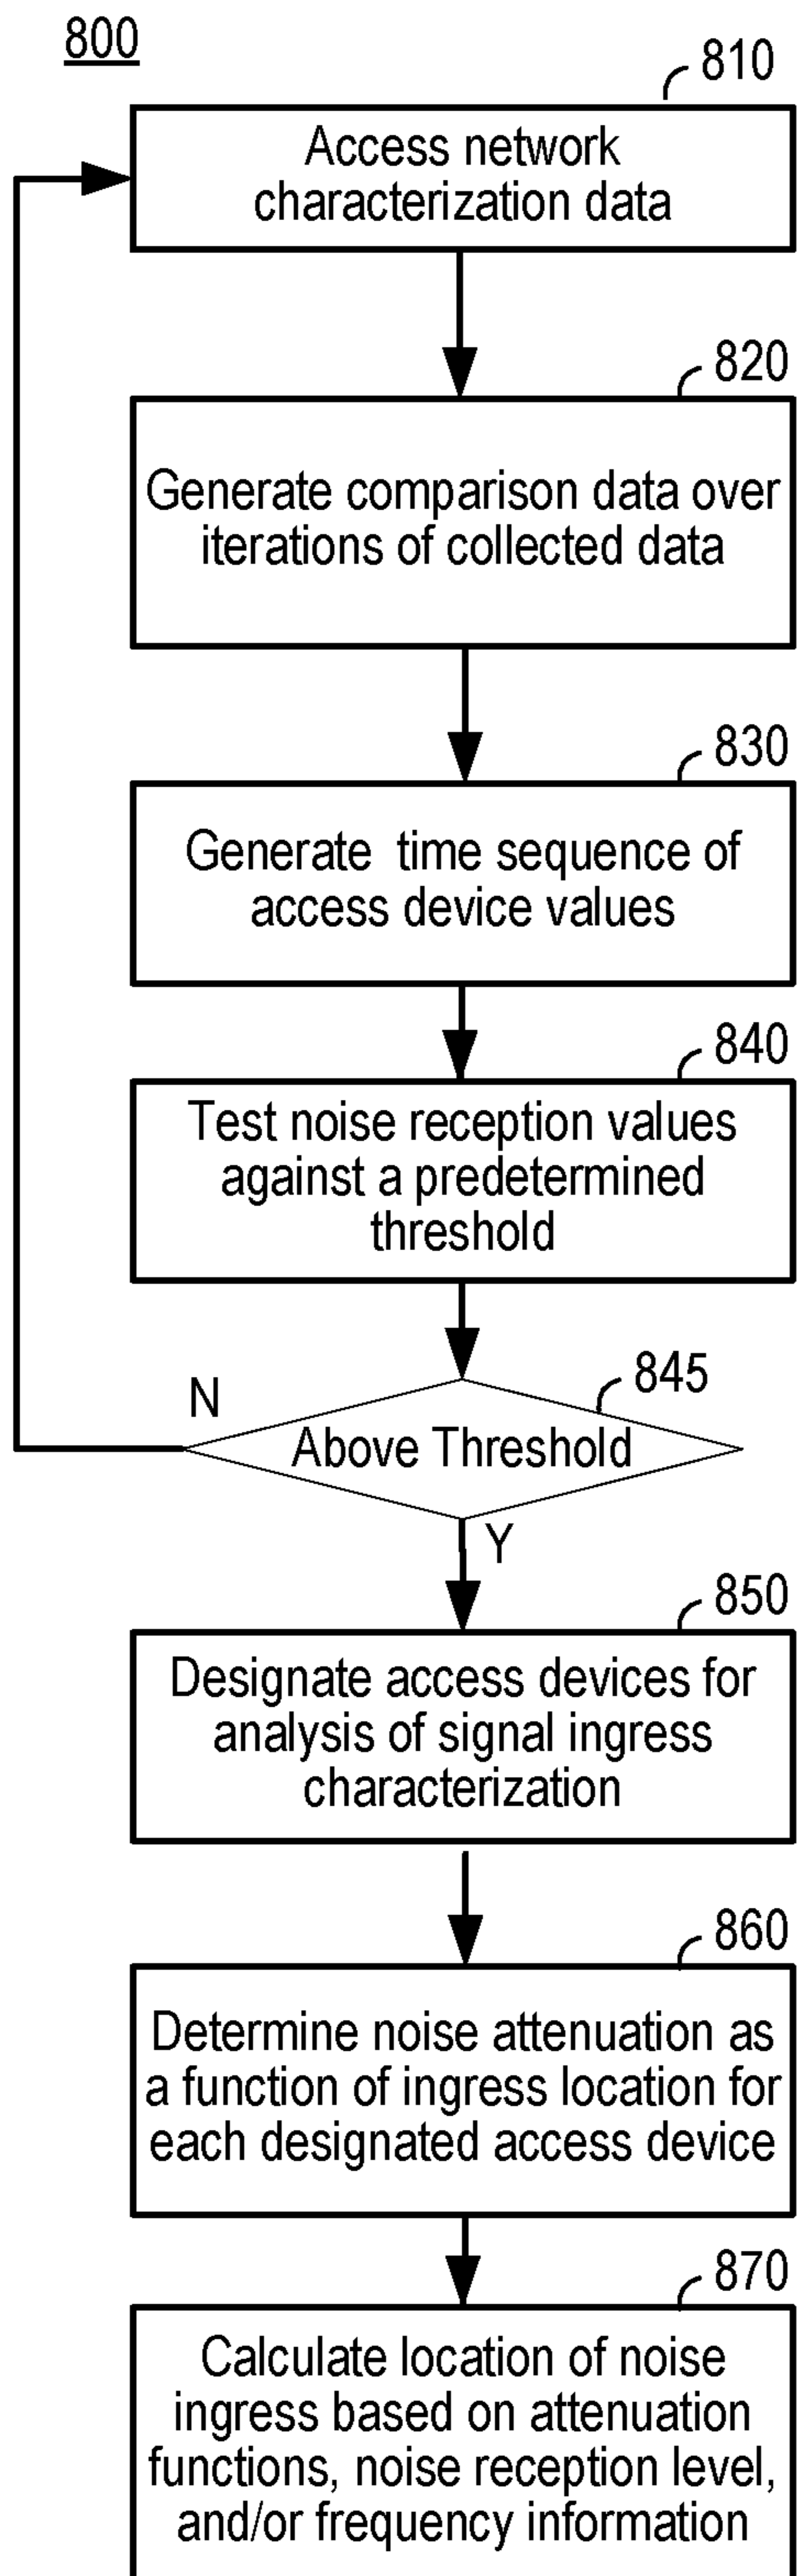 800
810
Access network
characterization data
820
Generate comparison data over
iterations of collected data
830
Generate time sequence of
access device values
840
Test noise reception values
against a predetermined
threshold
845
N
Above Threshold
Y
850
Designate access devices for
analysis of signal ingress
characterization
860
Determine noise attenuation as
a function of ingress location for
each designated access device
870
Calculate location of noise
ingress based on attenuation
functions, noise reception level,
and/or frequency information